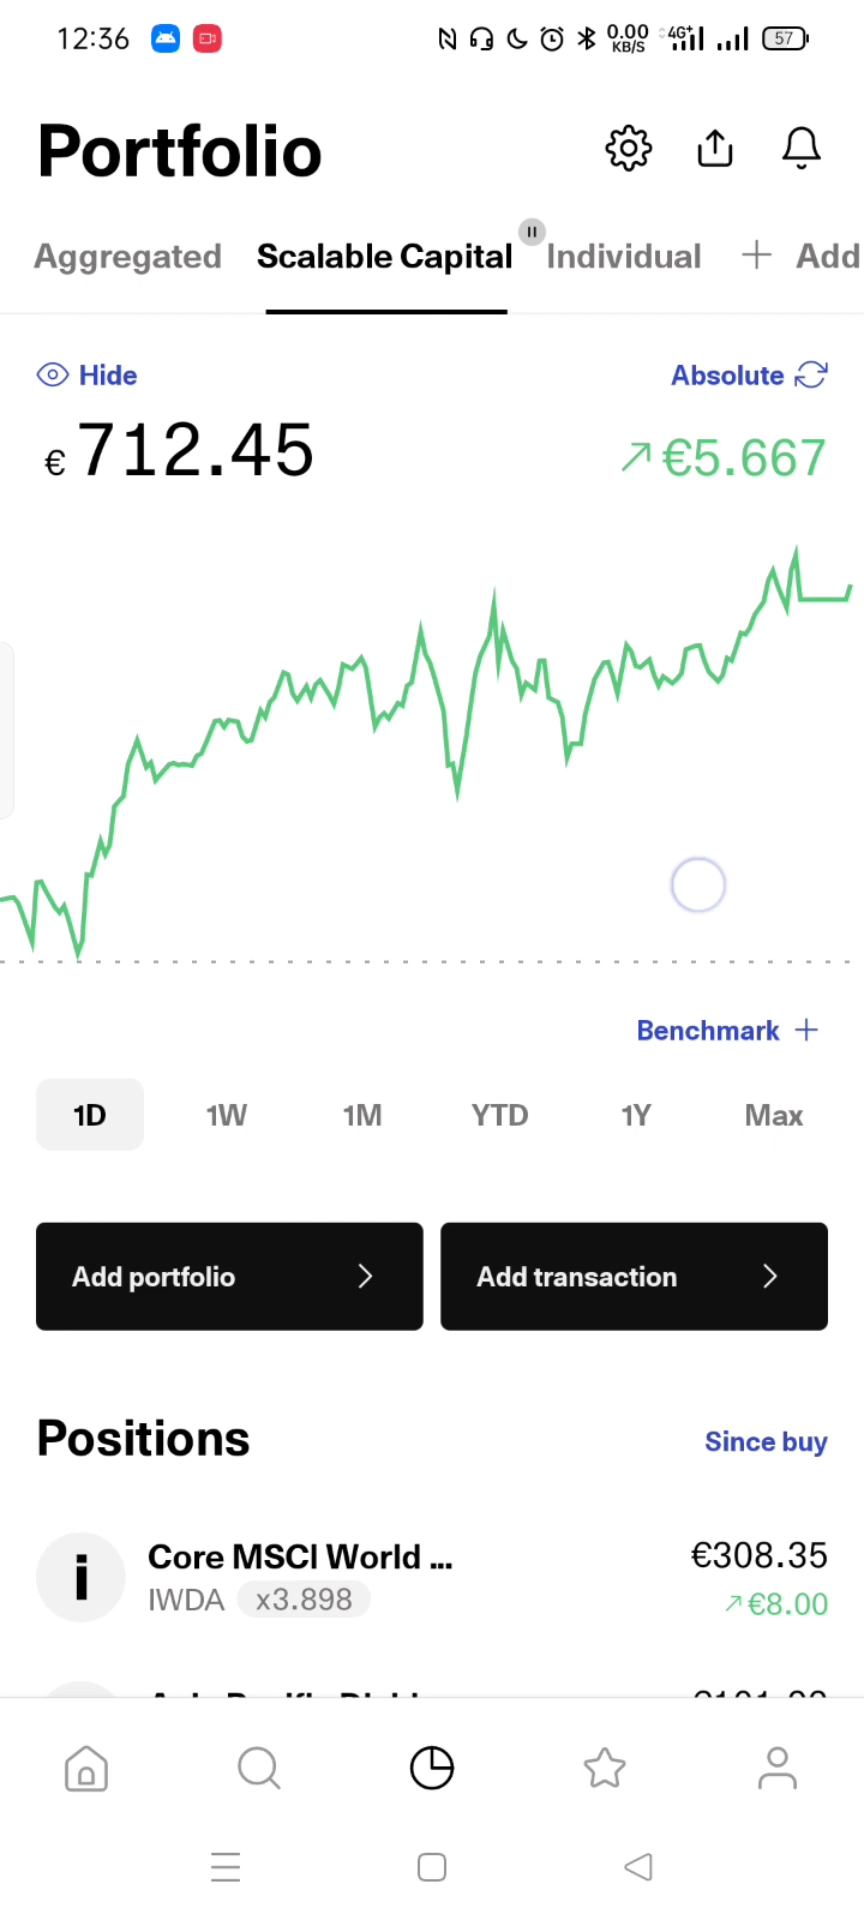 12:36 0.00 KB/S 4G+ 57
Portfolio
Aggregated Scalable Capital Individual + Add
Hide Absolute
€ 712.45 €5.667
Benchmark +
1D 1W 1M YTD 1Y Max
Add portfolio Add transaction
Positions Since buy
i Core MSCI World ... €308.35
IWDA x3.898 €8.00